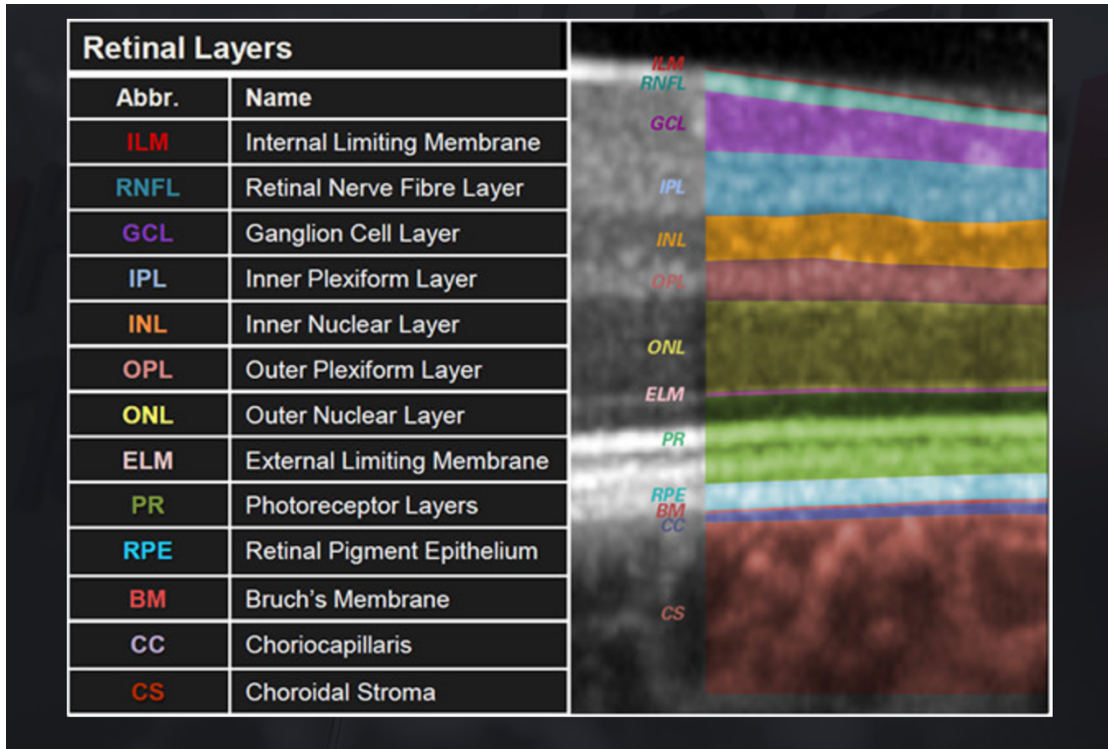 Retinal Layers
Abbr. Name
ILM Internal Limiting Membrane
RNFL Retinal Nerve Fibre Layer
GCL Ganglion Cell Layer
IPL Inner Plexiform Layer
INL Inner Nuclear Layer
OPL Outer Plexiform Layer
ONL Outer Nuclear Layer
ELM External Limiting Membrane
PR Photoreceptor Layers
RPE Retinal Pigment Epithelium
BM Bruch's Membrane
CC Choriocapillaris
CS Choroidal Stroma
ILM
RNFL
GCL
IPL
INL
OPL
ONL
ELM
PR
RPE
BM
CC
CS